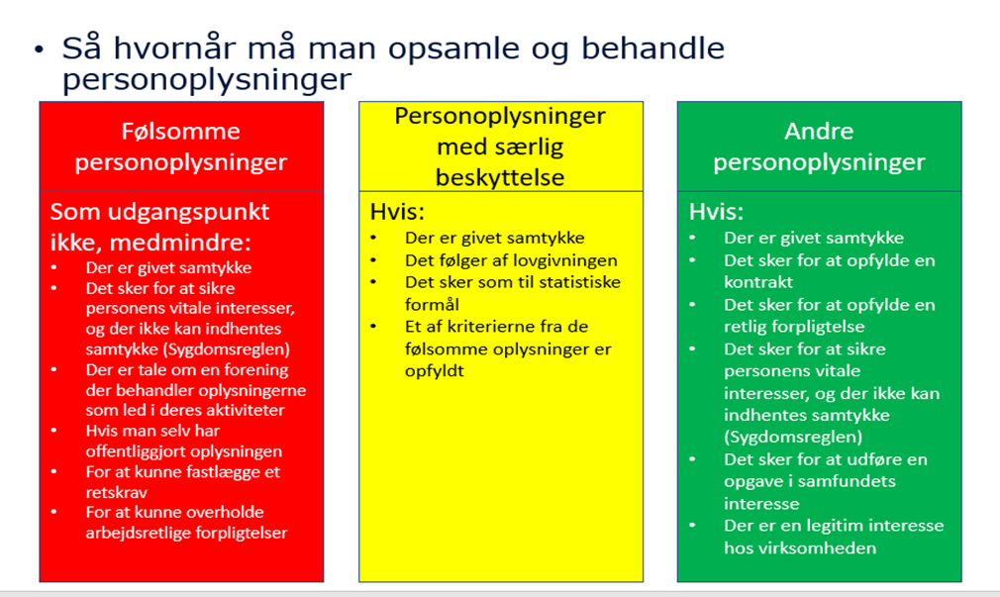 • Så hvornår må man opsamle og behandle
personoplysninger
Følsomme
personoplysninger
Som udgangspunkt
ikke, medmindre:
• Der er givet samtykke
• Det sker for at sikre
personens vitale interesser,
og der ikke kan indhentes
samtykke (Sygdomsreglen)
• Der er tale om en forening
der behandler oplysningerne
som led i deres aktiviteter
• Hvis man selv har
offentliggjort oplysningen
• For at kunne fastlægge et
retskrav
• For at kunne overholde
arbejdsretlige forpligtelser
Personoplysninger
med særlig
beskyttelse
Hvis:
• Der er givet samtykke
• Det følger af lovgivningen
• Det sker som til statistiske
formål
• Et af kriterierne fra de
følsomme oplysninger er
opfyldt
Andre
personoplysninger
Hvis:
• Der er givet samtykke
• Det sker for at opfylde en
kontrakt
• Det sker for at opfylde en
retlig forpligtelse
• Det sker for at sikre
personens vitale
interesser, og der ikke kan
indhentes samtykke
(Sygdomsreglen)
• Det sker for at udføre en
opgave i samfundets
interesse
• Der er en legitim interesse
hos virksomheden